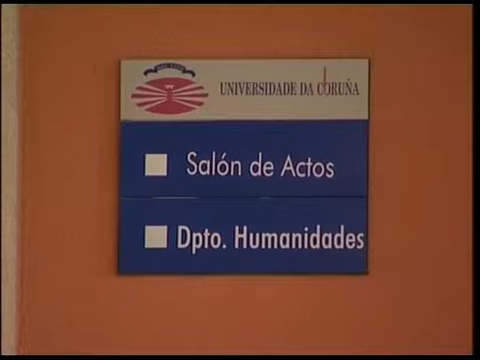 UNIVERSIDADE DA CORUÑA
Salón de Actos
Dpto. Humanidades